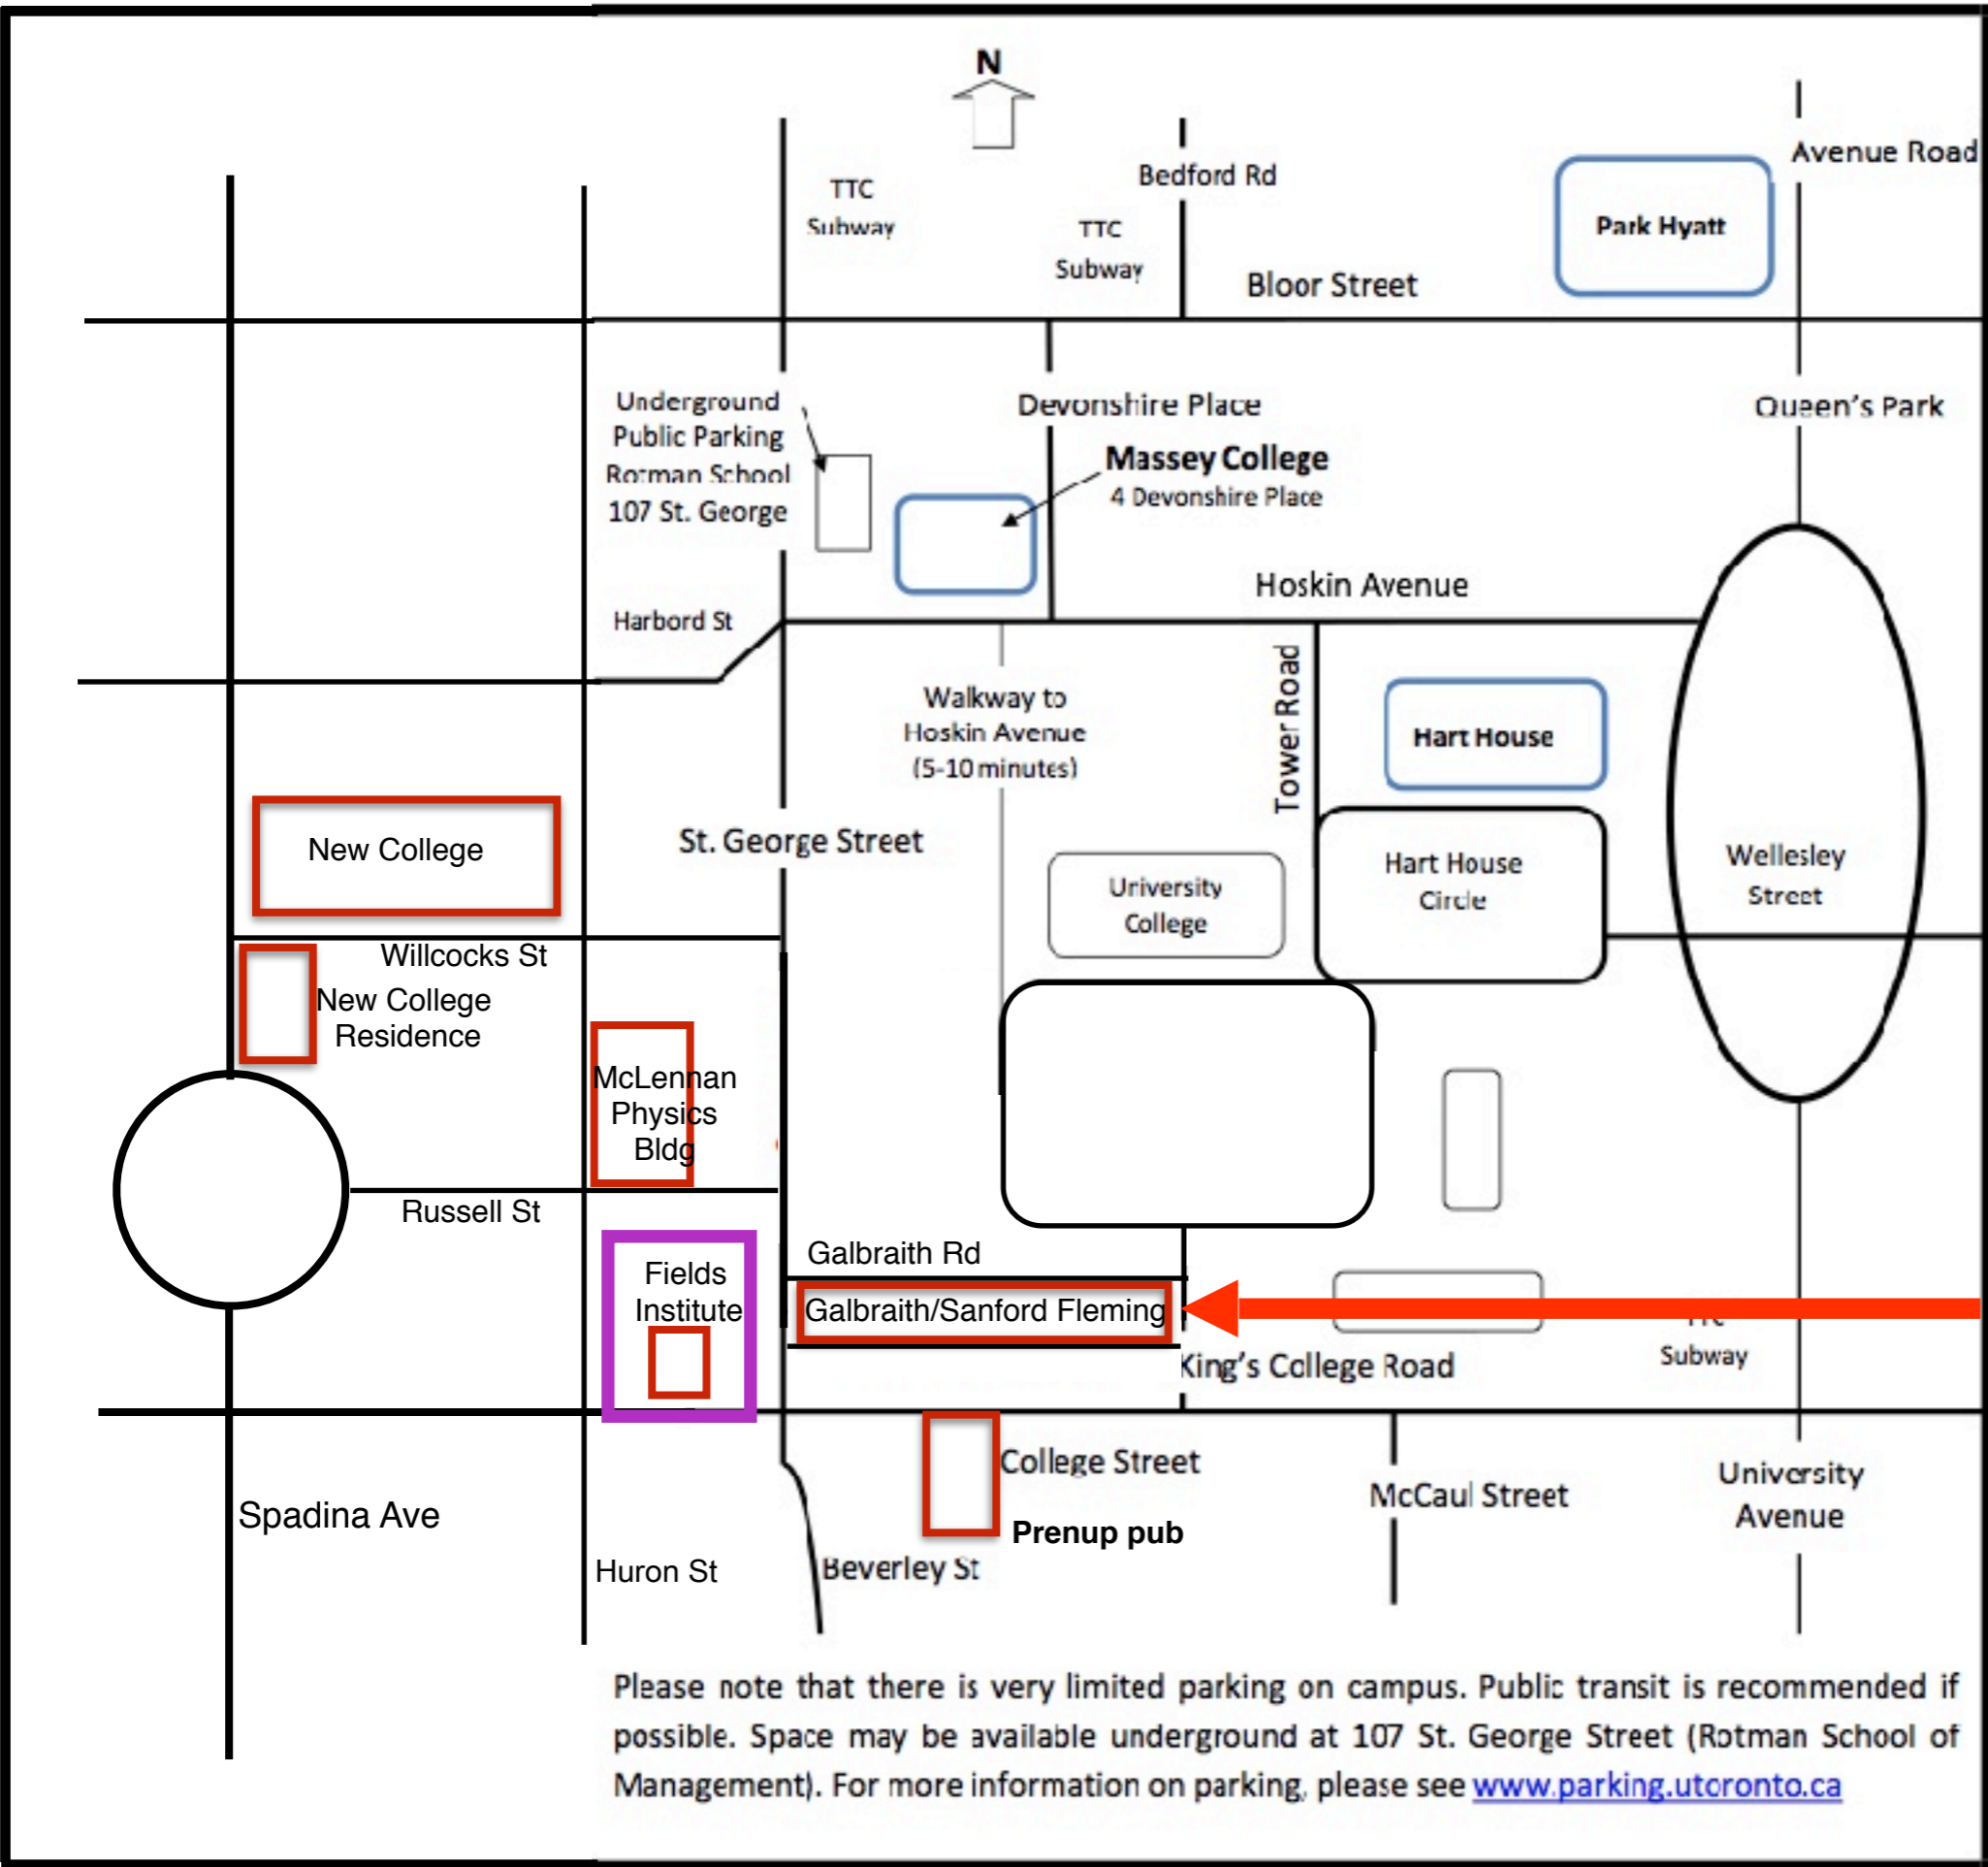 N
Avenue Road
Bedford Rd
TTC
Subway
TTC
Subway
Park Hyatt
Bloor Street
Underground
Public Parking
Rotman School
107 St. George
Devonshire Place
Queen's Park
Massey College
4 Devonshire Place
Hoskin Avenue
Harbord St
Tower Road
Walkway to
Hoskin Avenue
(5-10 minutes)
Hart House
New College
St. George Street
University
College
Hart House
Circle
Wellesley
Street
Willcocks St
New College
Residence
McLennan
Physics
Bldg
Russell St
Galbraith Rd
Fields
Institute
Galbraith/Sanford Fleming
TTC
Subway
King's College Road
College Street
University
Avenue
McCaul Street
Spadina Ave
Prenup pub
Huron St
Beverley St
Please note that there is very limited parking on campus. Public transit is recommended if
possible. Space may be available underground at 107 St. George Street (Rotman School of
Management). For more information on parking, please see www.parking.utoronto.ca